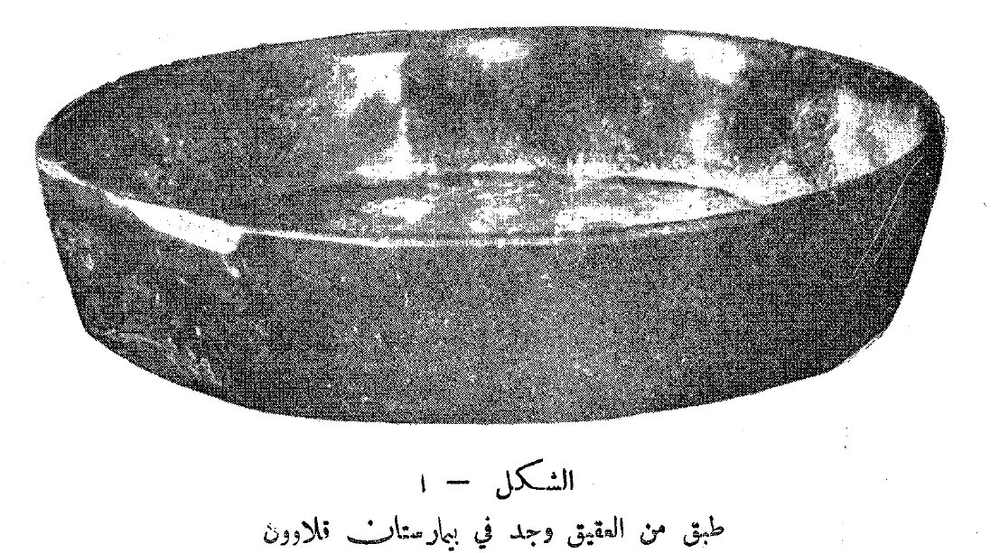 الشكل — ١
طبق من العقيق وجد في بيمارستان قلاوون